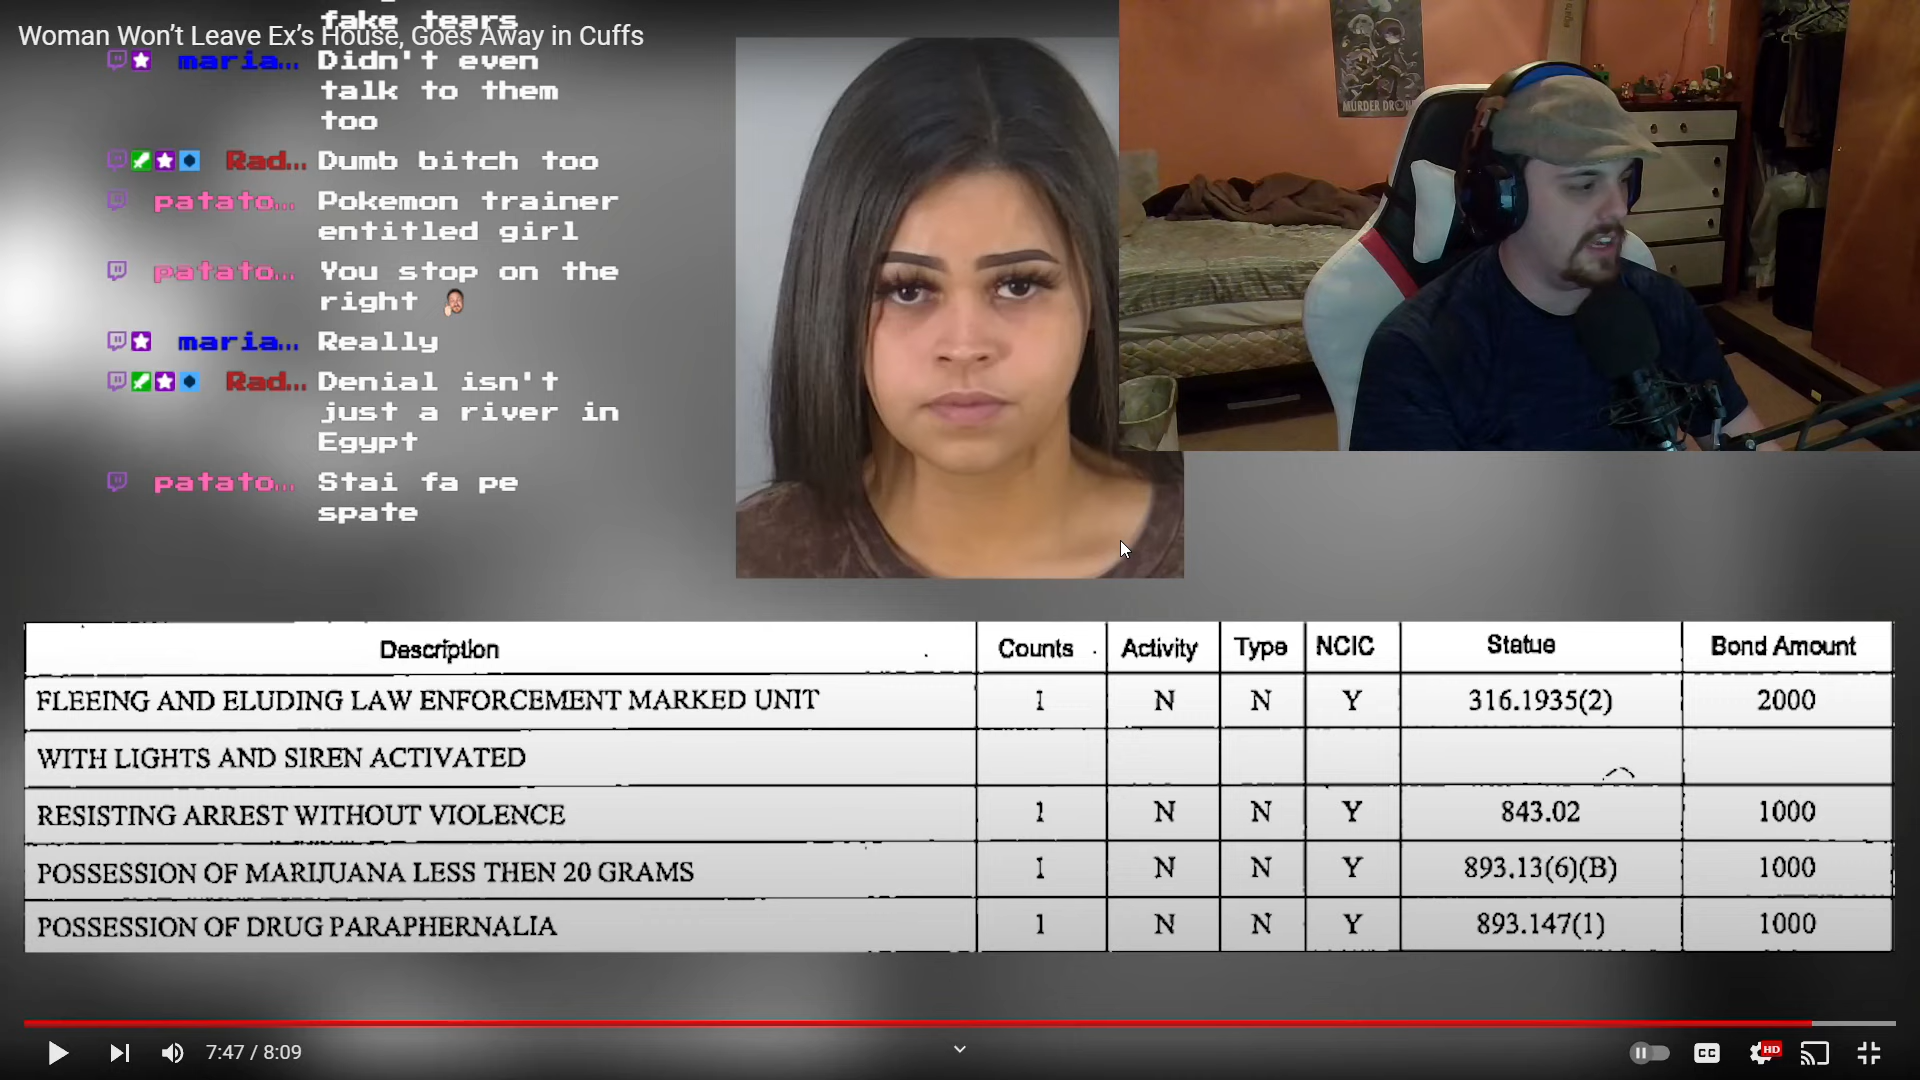 fake tears
Woman Won't Leave Ex's House, Goes Away in Cuffs
maria... Didn't even
talk to them
too
Rad... Dumb bitch too
patato... Pokemon trainer
entitled girl
patato... You stop on the
right
maria... Really
Rad... Denial isn't
just a river in
Egypt
patato... Stai fa pe
spate
MURDER DRON
Description Counts Activity Type NCIC Statue Bond Amount
FLEEING AND ELUDING LAW ENFORCEMENT MARKED UNIT 1 N N Y 316.1935(2) 2000
WITH LIGHTS AND SIREN ACTIVATED
RESISTING ARREST WITHOUT VIOLENCE 1 N N Y 843.02 1000
POSSESSION OF MARIJUANA LESS THEN 20 GRAMS 1 N N Y 893.13(6)(B) 1000
POSSESSION OF DRUG PARAPHERNALIA 1 N N Y 893.147(1) 1000
7:47 / 8:09
CC
HD